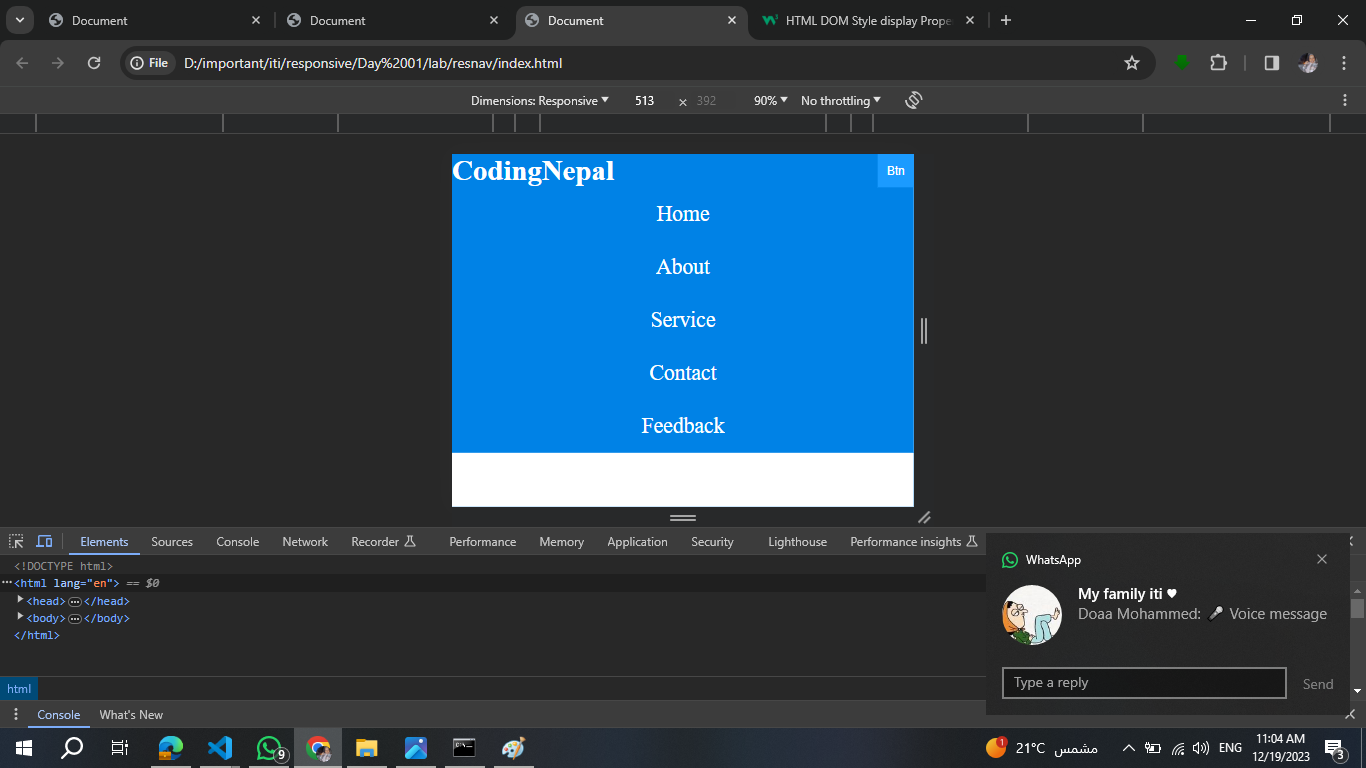 Document
Document
Document
HTML DOM Style display Prope
File
D:/important/iti/responsive/Day%2001/lab/resnav/index.html
Dimensions: Responsive 513 × 392 90% No throttling
CodingNepal
Btn
Home
About
Service
Contact
Feedback
Elements Sources Console Network Recorder Performance Memory Application Security Lighthouse Performance insights
<!DOCTYPE html>
<html lang="en"> == $0
<head> </head>
<body> </body>
</html>
html
Console What's New
WhatsApp
My family iti ♥
Doaa Mohammed: 🎤 Voice message
Type a reply
Send
9
1
21°C مشمس
ENG
11:04 AM
12/19/2023
3